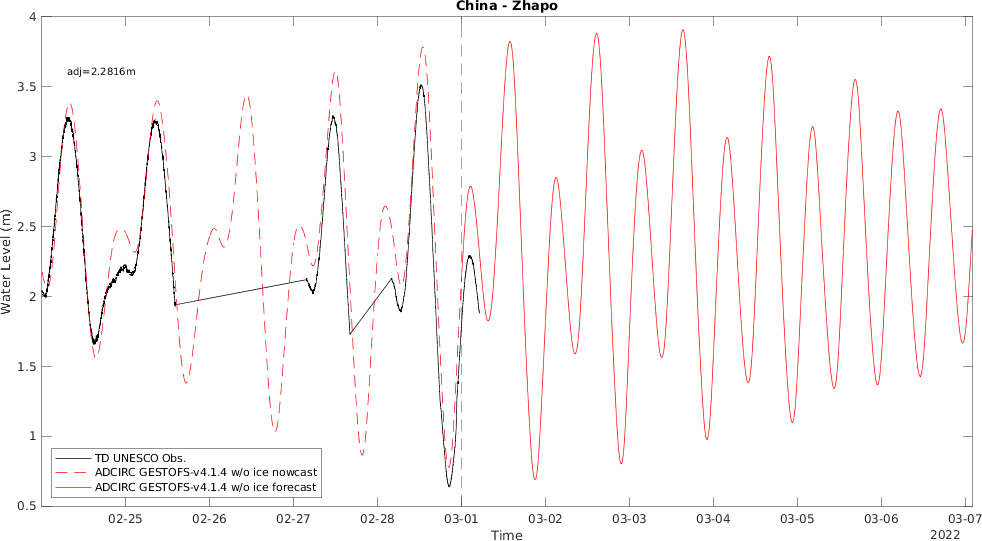 China - Zhapo
4
3.5
3
2.5
2
1.5
1
0.5
Water Level (m)
adj=2.2816m
TD UNESCO Obs.
ADCIRC GESTOFS-v4.1.4 w/o ice nowcast
ADCIRC GESTOFS-v4.1.4 w/o ice forecast
02-25 02-26 02-27 02-28 03-01 03-02 03-03 03-04 03-05 03-06 03-07
Time
2022